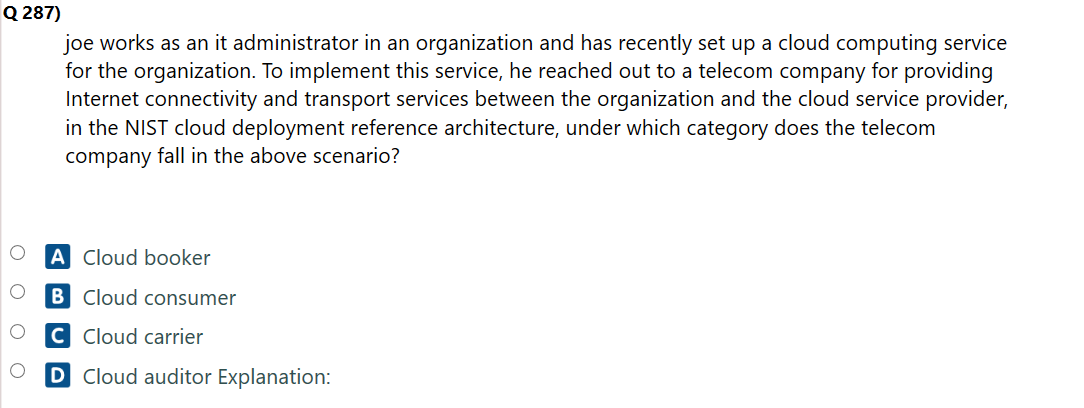 Q 287)
joe works as an it administrator in an organization and has recently set up a cloud computing service
for the organization. To implement this service, he reached out to a telecom company for providing
Internet connectivity and transport services between the organization and the cloud service provider,
in the NIST cloud deployment reference architecture, under which category does the telecom
company fall in the above scenario?
A Cloud booker
B Cloud consumer
C Cloud carrier
D Cloud auditor Explanation: